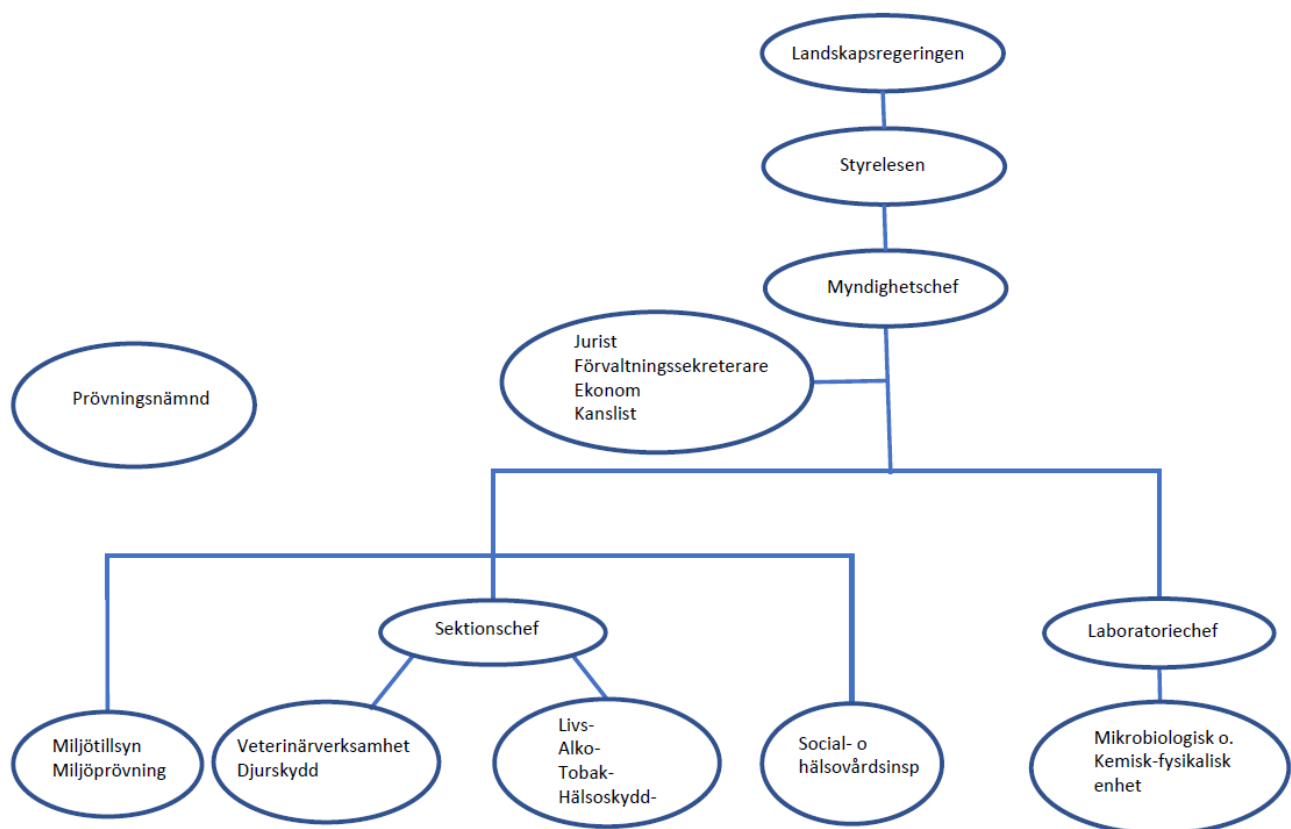 Landskapsregeringen
Styrelesen
Myndighetschef
Jurist
Förvaltningssekreterare
Ekonom
Kanslist
Prövningsnämnd
Sektionschef
Laboratoriechef
Miljötillsyn
Miljöprövning
Veterinärverksamhet
Djurskydd
Livs-
Alko-
Tobak-
Hälsoskydd-
Social- o
hälsovårdsinsp
Mikrobiologisk o.
Kemisk-fysikalisk
enhet